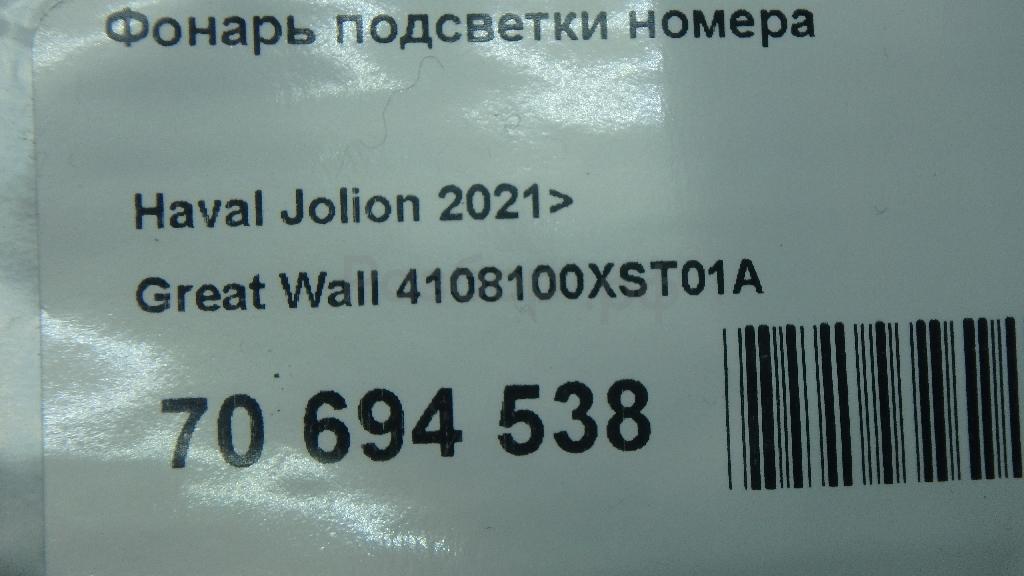 Фонарь подсветки номера
Haval Jolion 2021>
Great Wall 4108100XST01A
70 694 538